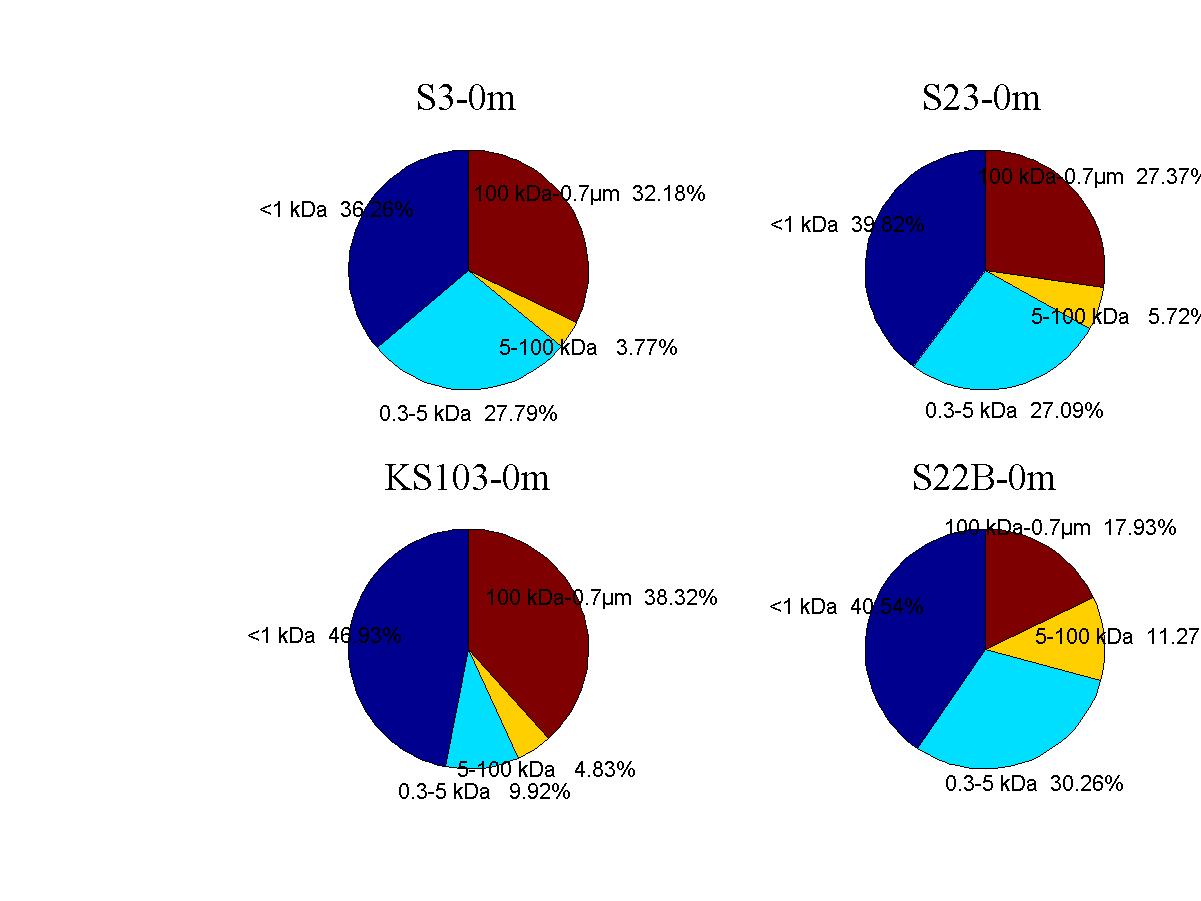 S3-0m
100 kDa-0.7µm 32.18%
<1 kDa 36.26%
5-100 kDa 3.77%
0.3-5 kDa 27.79%
S23-0m
100 kDa-0.7µm 27.37%
<1 kDa 39.82%
5-100 kDa 5.72%
0.3-5 kDa 27.09%
KS103-0m
100 kDa-0.7µm 38.32%
<1 kDa 46.93%
5-100 kDa 4.83%
0.3-5 kDa 9.92%
S22B-0m
100 kDa-0.7µm 17.93%
<1 kDa 40.54%
5-100 kDa 11.27
0.3-5 kDa 30.26%